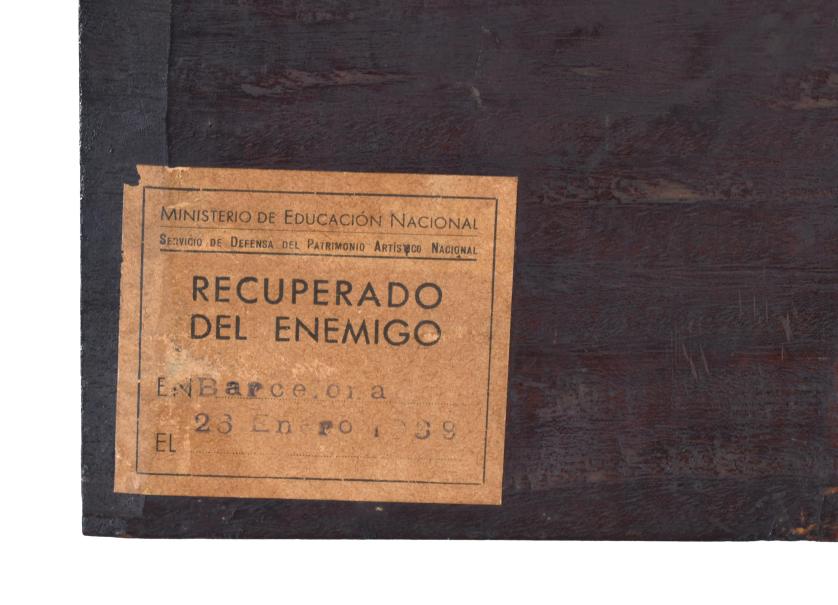 MINISTERIO DE EDUCACIÓN NACIONAL
SERVICIO DE DEFENSA DEL PATRIMONIO ARTÍSTICO NACIONAL
RECUPERADO
DEL ENEMIGO
EN Barcelona
EL 26 Enero 1939